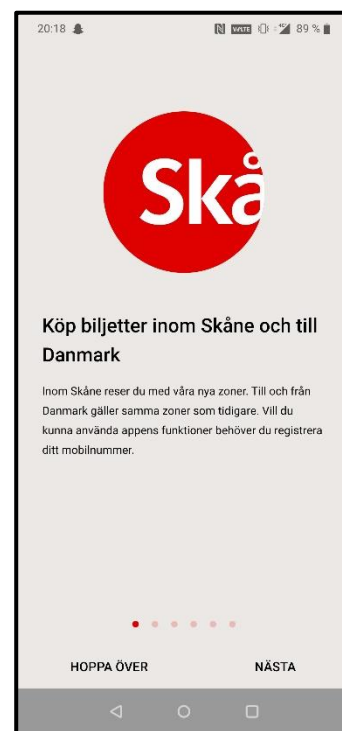 20:18 VoLTE 4G 89 %
Skå
Köp biljetter inom Skåne och till
Danmark
Inom Skåne reser du med våra nya zoner. Till och från
Danmark gäller samma zoner som tidigare. Vill du
kunna använda appens funktioner behöver du registrera
ditt mobilnummer.
HOPPA ÖVER NÄSTA